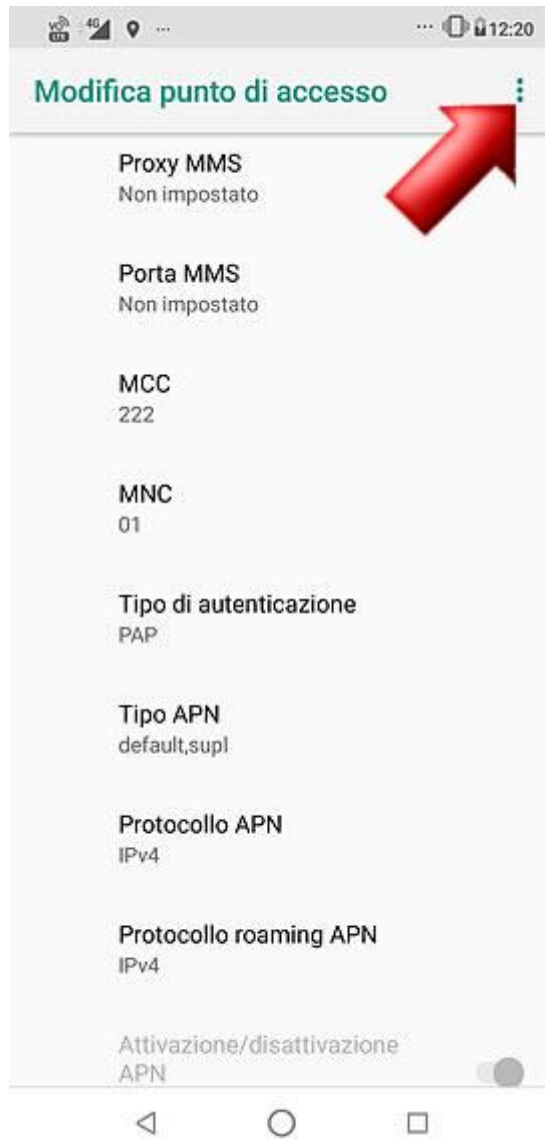 4G
12:20
Modifica punto di accesso
Proxy MMS
Non impostato
Porta MMS
Non impostato
MCC
222
MNC
01
Tipo di autenticazione
PAP
Tipo APN
default,supl
Protocollo APN
IPv4
Protocollo roaming APN
IPv4
Attivazione/disattivazione
APN